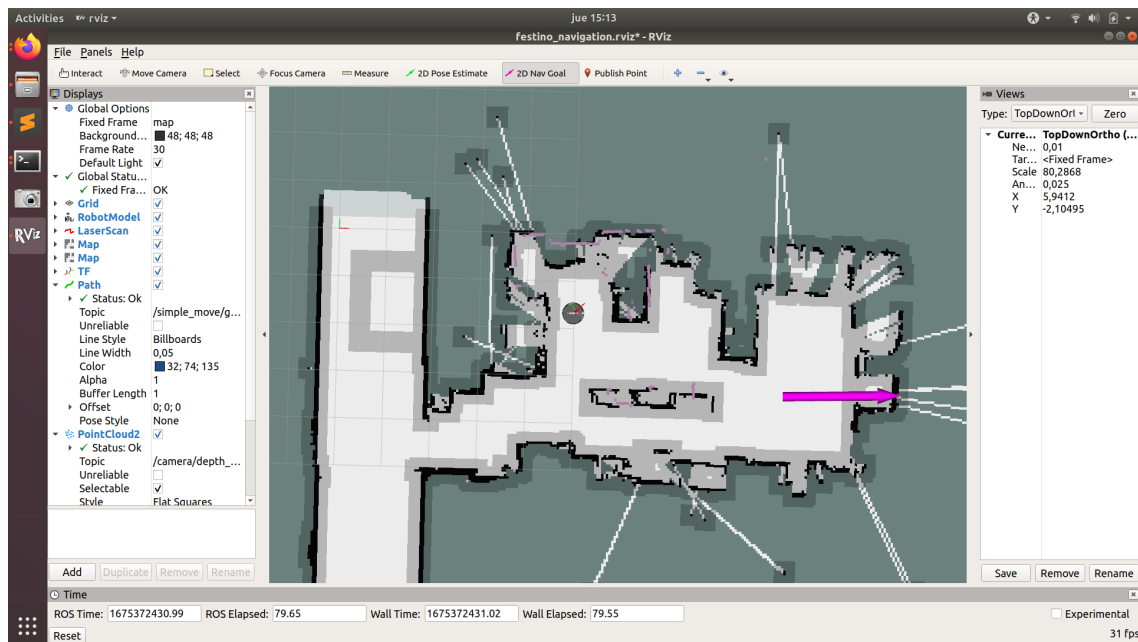 Activities rviz jue 15:13
festino_navigation.rviz* - RViz
File Panels Help
Interact Move Camera Select Focus Camera Measure 2D Pose Estimate 2D Nav Goal Publish Point
Displays
Global Options
Fixed Frame map
Background... 48; 48; 48
Frame Rate 30
Default Light
Global Statu...
Fixed Fra... OK
Grid
RobotModel
LaserScan
Map
Map
TF
Path
Status: Ok
Topic /simple_move/g...
Unreliable
Line Style Billboards
Line Width 0,05
Color 32; 74; 135
Alpha 1
Buffer Length 1
Offset 0; 0; 0
Pose Style None
PointCloud2
Status: Ok
Topic /camera/depth_...
Unreliable
Selectable
Style Flat Squares
Add Duplicate Remove Rename
Views
Type: TopDownOrt Zero
Curre... TopDownOrtho (...
Ne... 0,01
Tar... <Fixed Frame>
Scale 80,2868
An... 0,025
X 5,9412
Y -2,10495
Save Remove Rename
Time
ROS Time: 1675372430.99 ROS Elapsed: 79.65 Wall Time: 1675372431.02 Wall Elapsed: 79.55 Experimental
Reset 31 fps
RViz